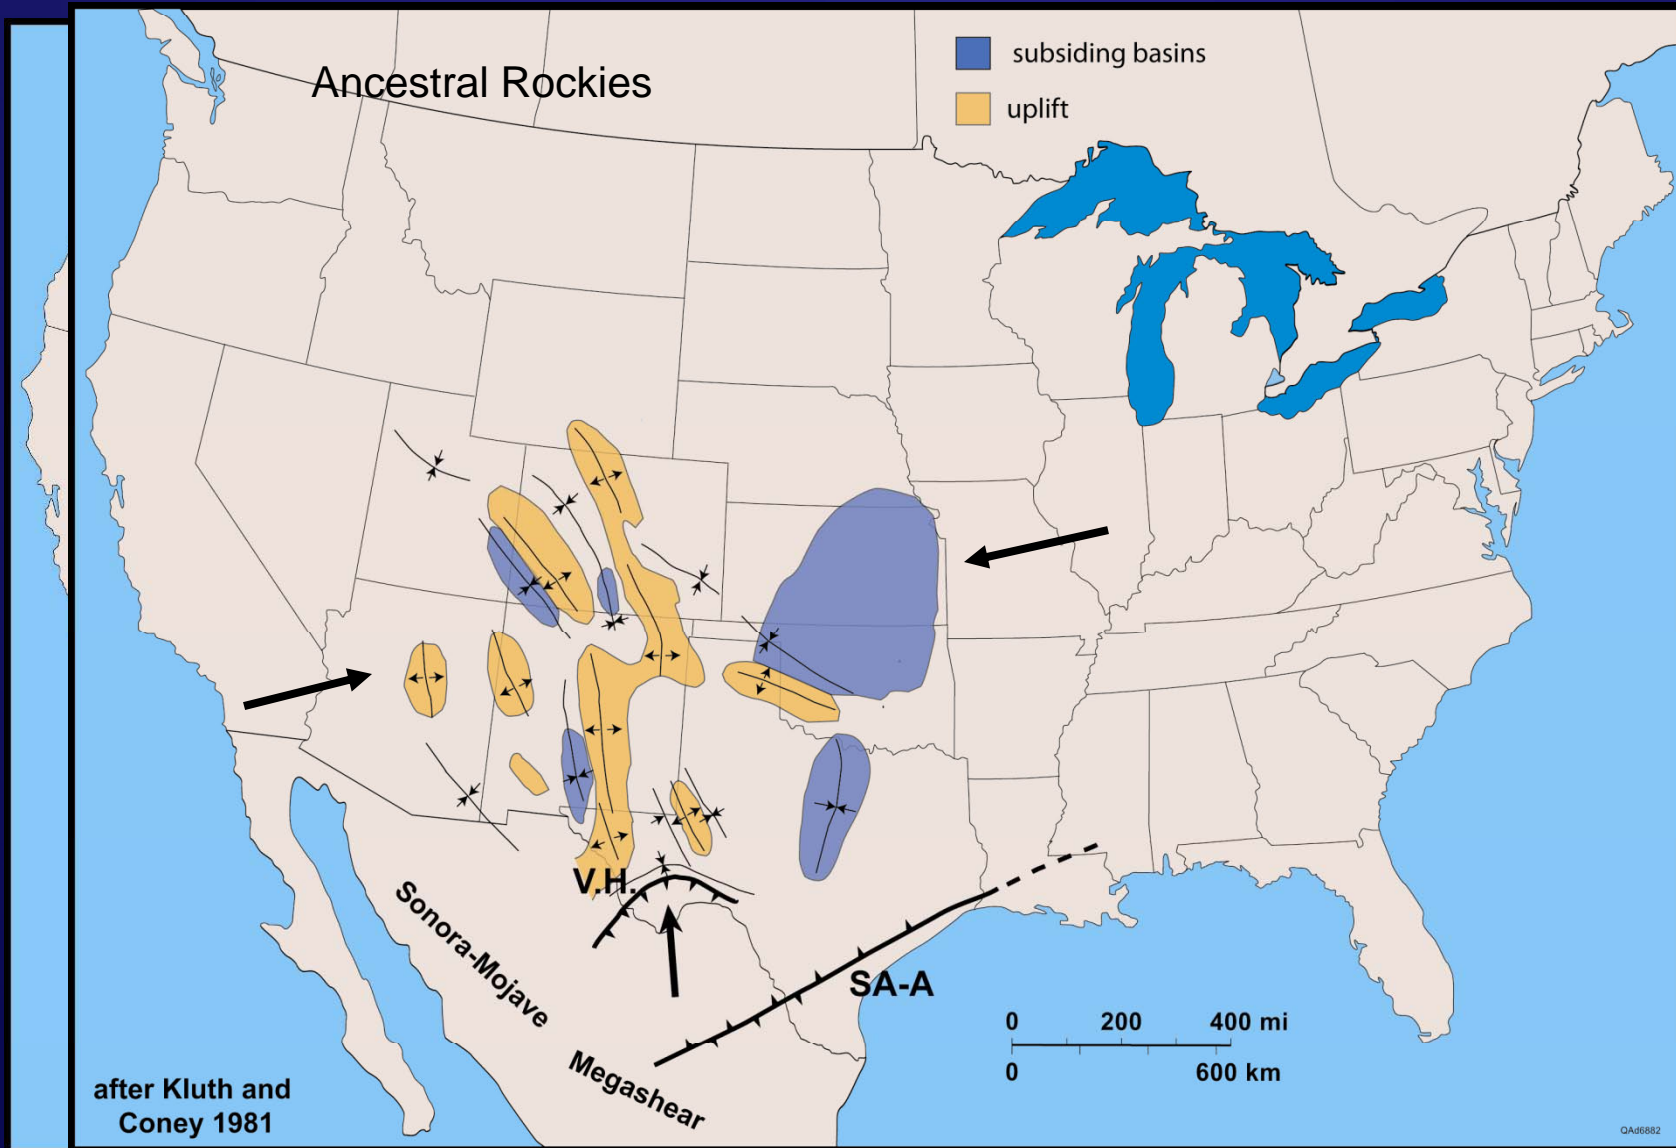 Ancestral Rockies
subsiding basins
uplift
V.H.
Sonora-Mojave
Megashear
SA-A
0 200 400 mi
0 600 km
after Kluth and
Coney 1981
QAd6882